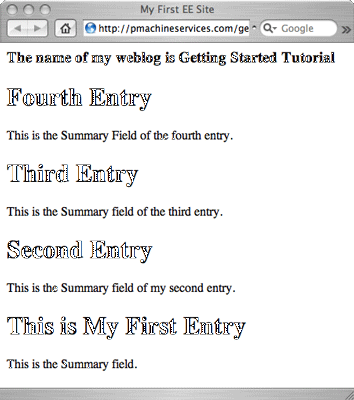 My First EE Site
http://pmachineservices.com/ge
Google
The name of my weblog is Getting Started Tutorial
Fourth Entry
This is the Summary Field of the fourth entry.
Third Entry
This is the Summary field of the third entry.
Second Entry
This is the Summary field of my second entry.
This is My First Entry
This is the Summary field.